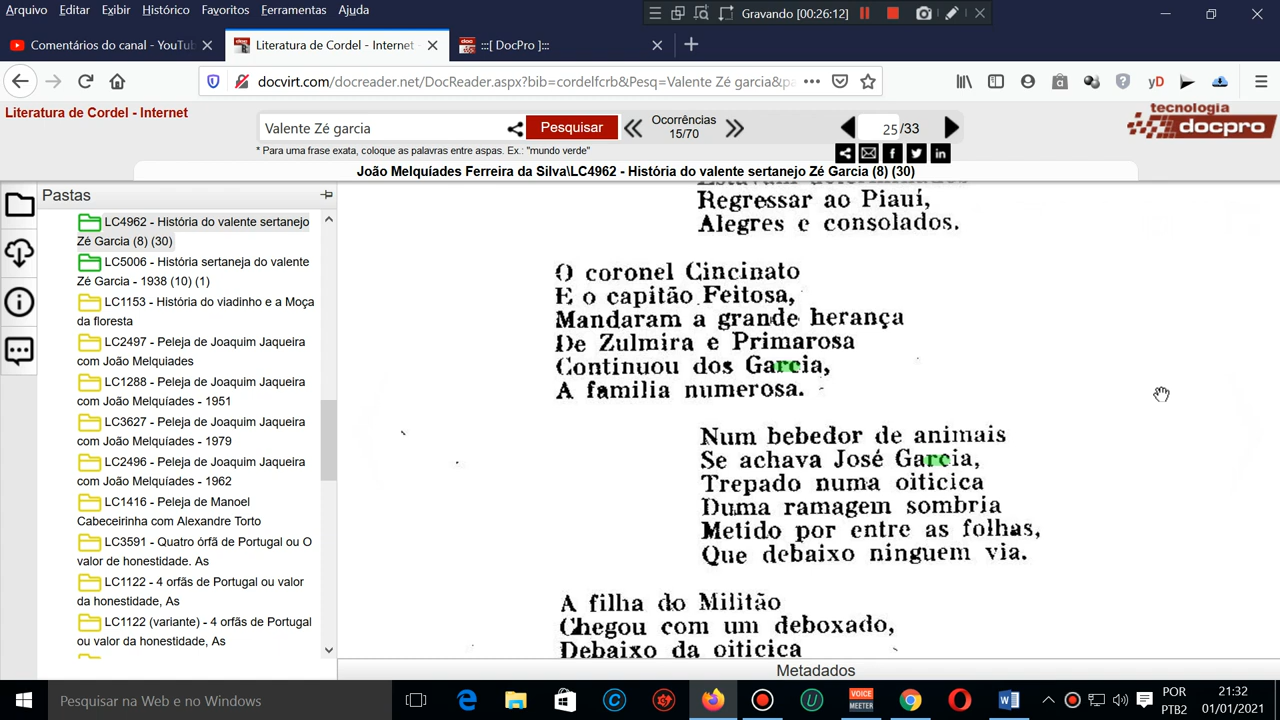 Arquivo Editar Exibir Histórico Favoritos Ferramentas Ajuda
Gravando [00:26:12]
Comentários do canal - YouTub
Literatura de Cordel - Internet -
:::[ DocPro ]:::
docvirt.com/docreader.net/DocReader.aspx?bib=cordelfcrb&Pesq=Valente Zé garcia&pa
yD
Literatura de Cordel - Internet
Valente Zé garcia
Pesquisar
Ocorrências
15/70
25 /33
tecnologia
docpro
* Para uma frase exata, coloque as palavras entre aspas. Ex.: "mundo verde"
João Melquíades Ferreira da Silva\LC4962 - História do valente sertanejo Zé Garcia (8) (30)
Pastas
LC4962 - História do valente sertanejo
Zé Garcia (8) (30)
LC5006 - História sertaneja do valente
Zé Garcia - 1938 (10) (1)
LC1153 - História do viadinho e a Moça
da floresta
LC2497 - Peleja de Joaquim Jaqueira
com João Melquiades
LC1288 - Peleja de Joaquim Jaqueira
com João Melquíades - 1951
LC3627 - Peleja de Joaquim Jaqueira
com João Melquíades - 1979
LC2496 - Peleja de Joaquim Jaqueira
com João Melquíades - 1962
LC1416 - Peleja de Manoel
Cabeceirinha com Alexandre Torto
LC3591 - Quatro órfã de Portugal ou O
valor de honestidade. As
LC1122 - 4 orfãs de Portugal ou valor
da honestidade, As
LC1122 (variante) - 4 orfãs de Portugal
ou valor da honestidade, As
Regressar ao Piauí,
Alegres e consolados.
O coronel Cincinato
E o capitão Feitosa,
Mandaram a grande herança
De Zulmira e Primarosa
Continuou dos Garcia,
A familia numerosa.
Num bebedor de animais
Se achava José Garcia,
Trepado numa oiticica
Duma ramagem sombria
Metido por entre as folhas,
Que debaixo ninguem via.
A filha do Militão
Chegou com um deboxado,
Debaixo da oiticica
Metadados
Pesquisar na Web e no Windows
VOICE
MEETER
POR
PTB2
21:32
01/01/2021